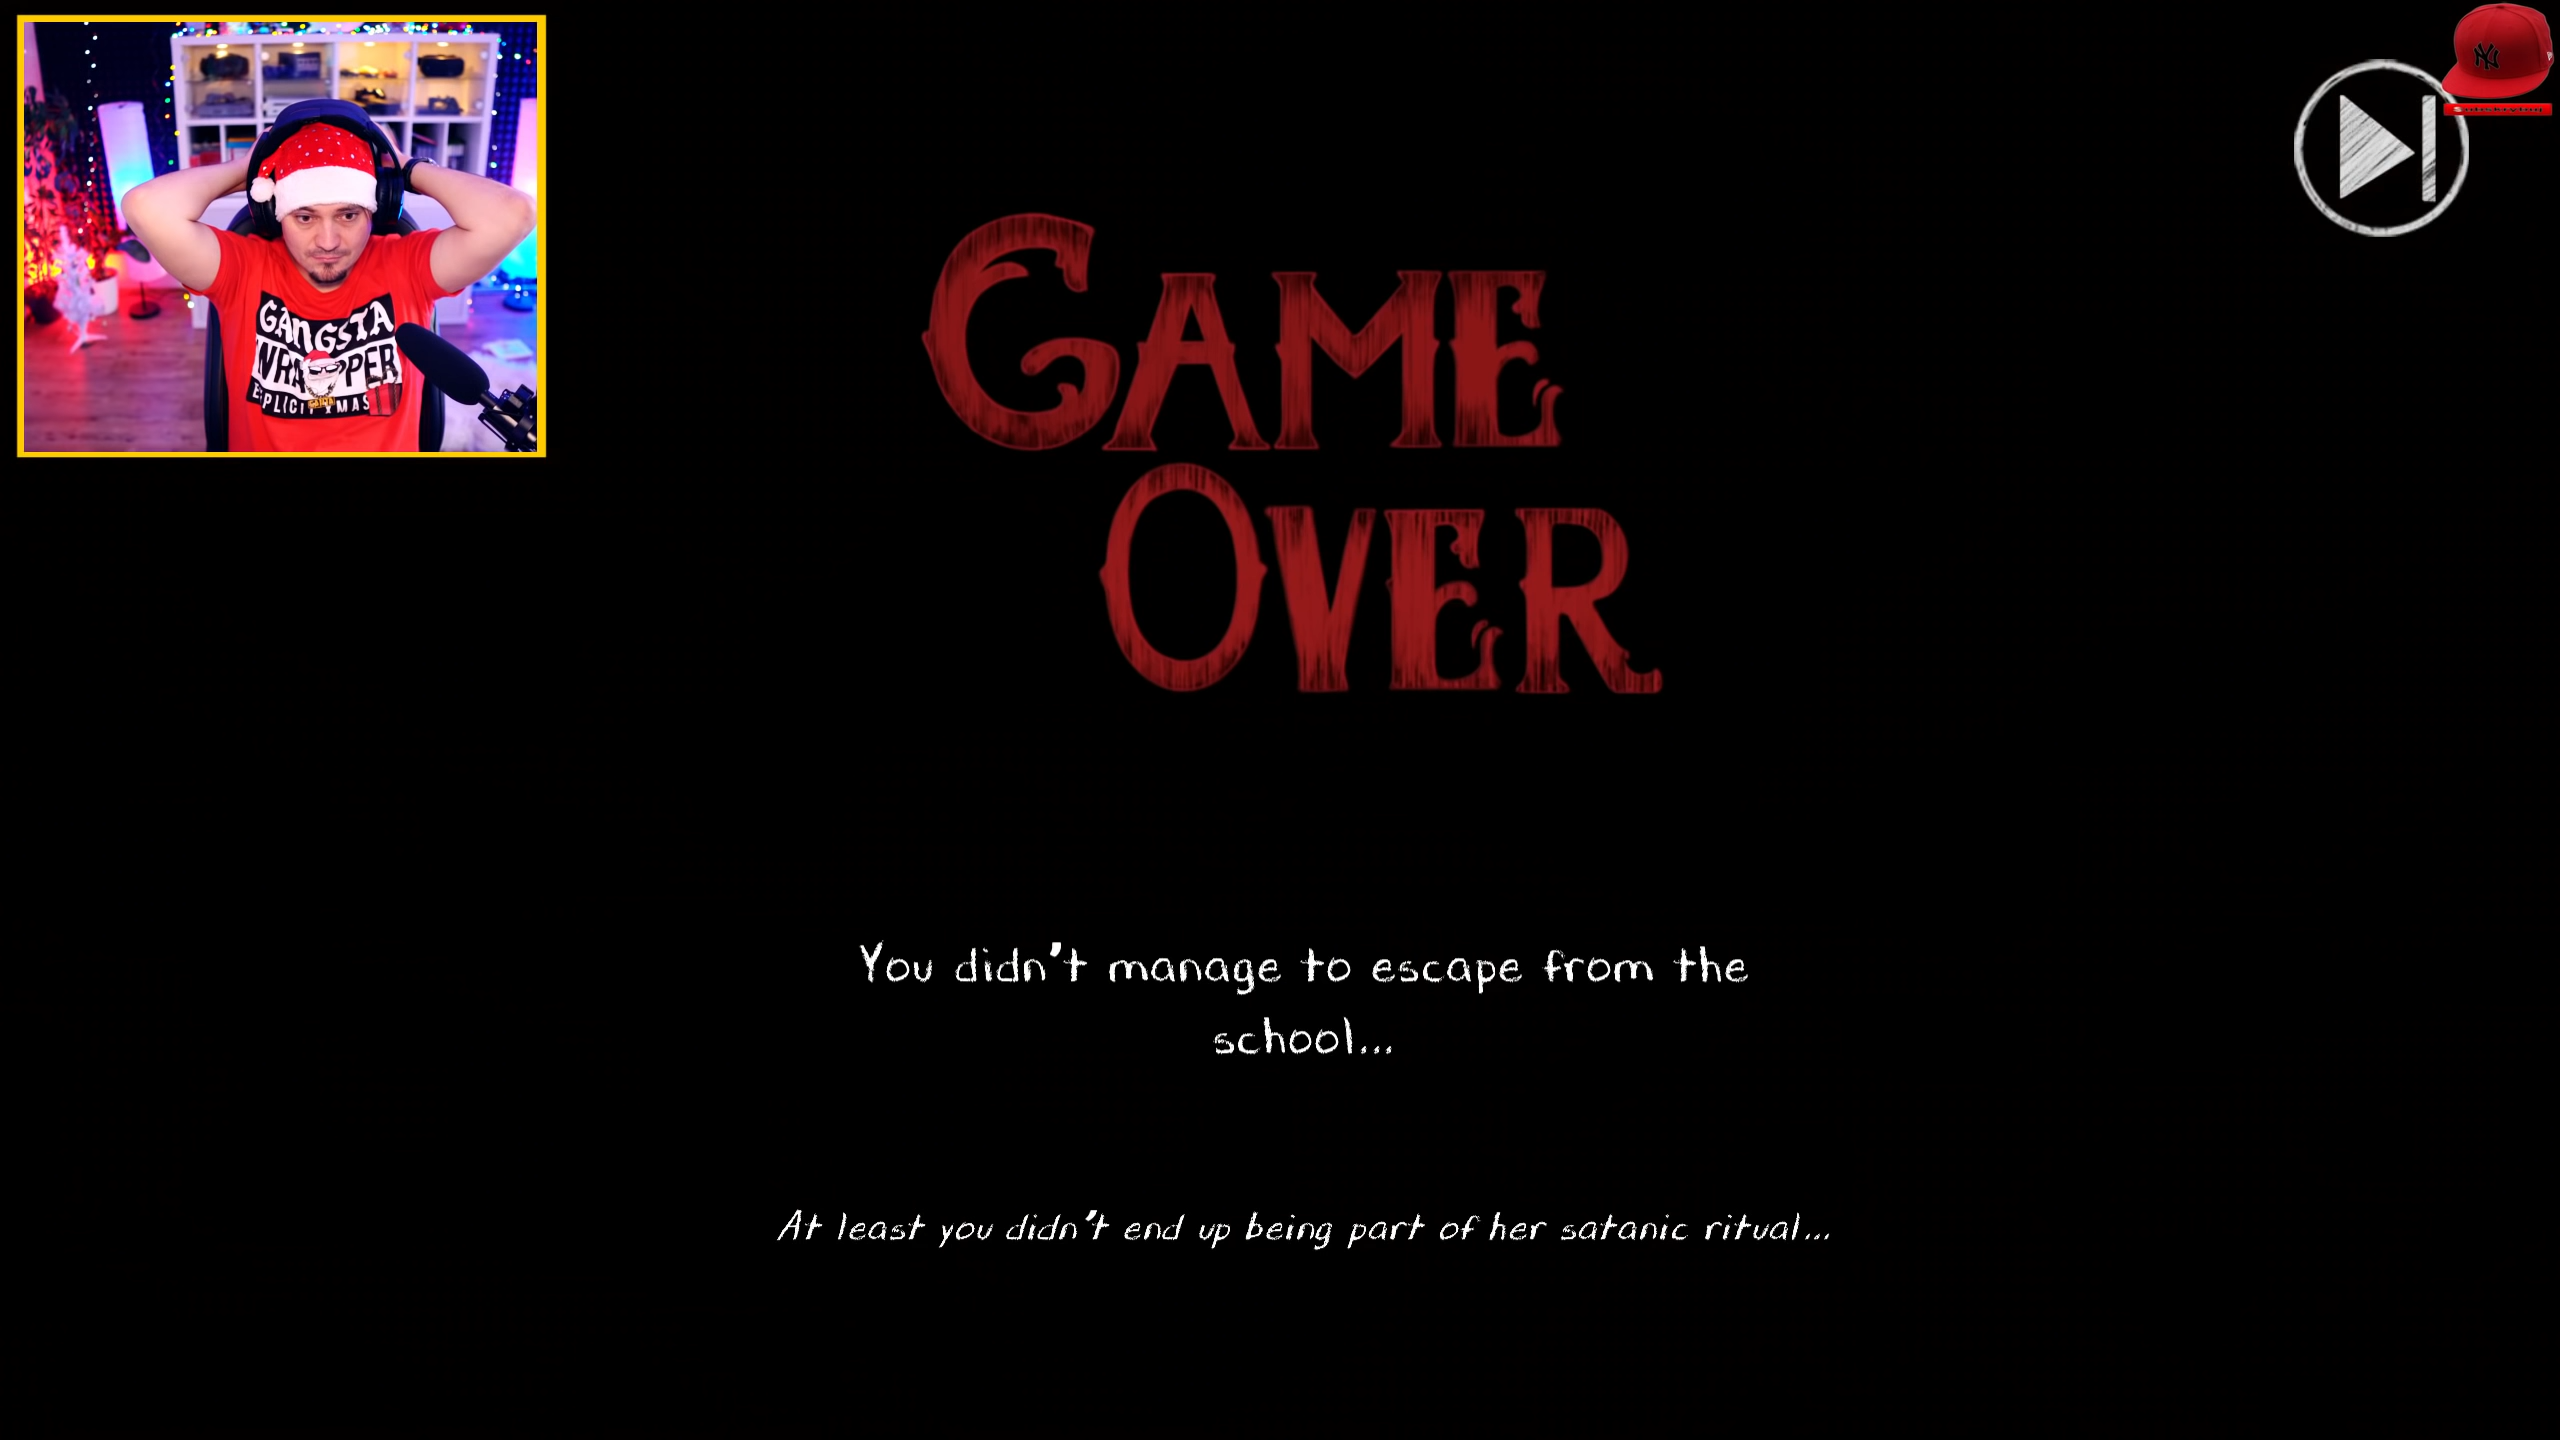 GANGSTA
WRAPPER
EXPLICIT XMAS
NY
GAME
OVER
You didn't manage to escape from the
school...
At least you didn't end up being part of her satanic ritual...